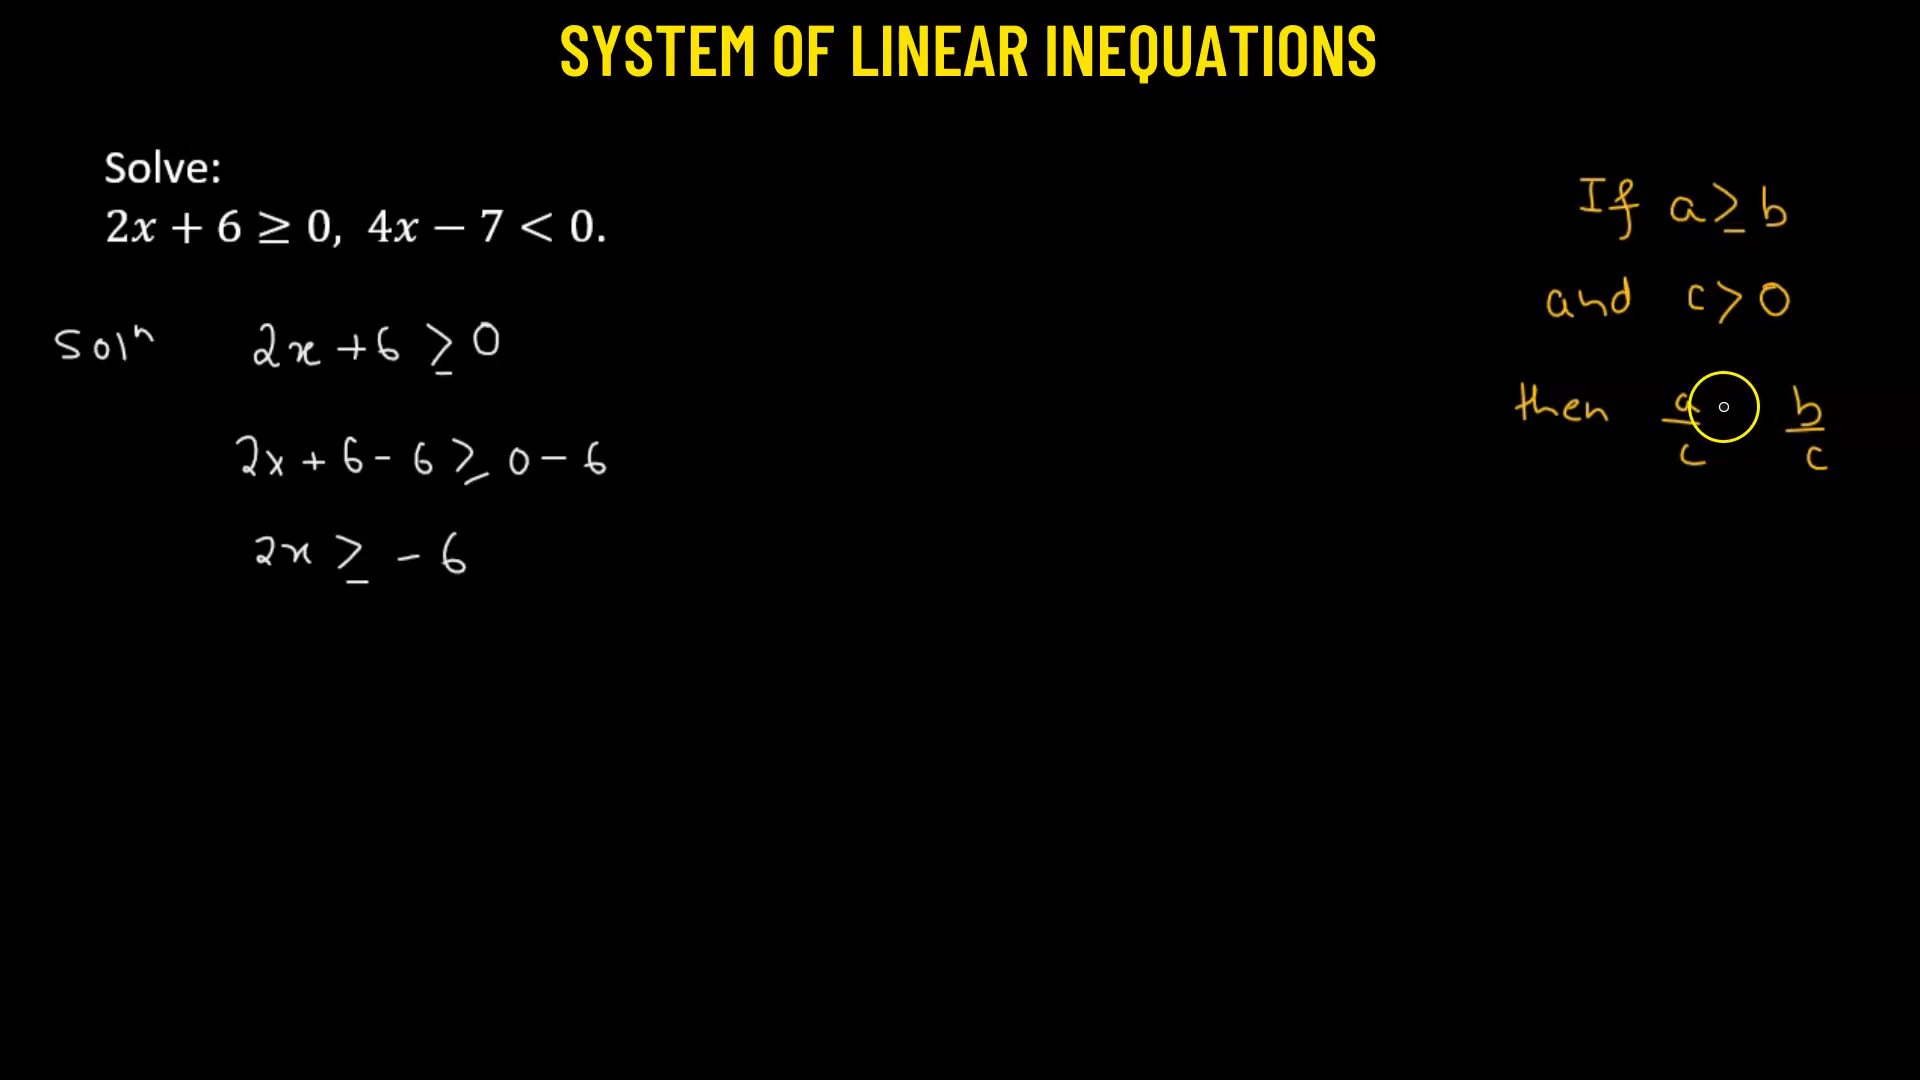 SYSTEM OF LINEAR INEQUATIONS
Solve:
2x + 6 ≥ 0, 4x − 7 < 0.
Solⁿ 2x + 6 ≥ 0
2x + 6 - 6 ≥ 0 - 6
2x ≥ - 6
If a ≥ b
and c > 0
then a/c b/c